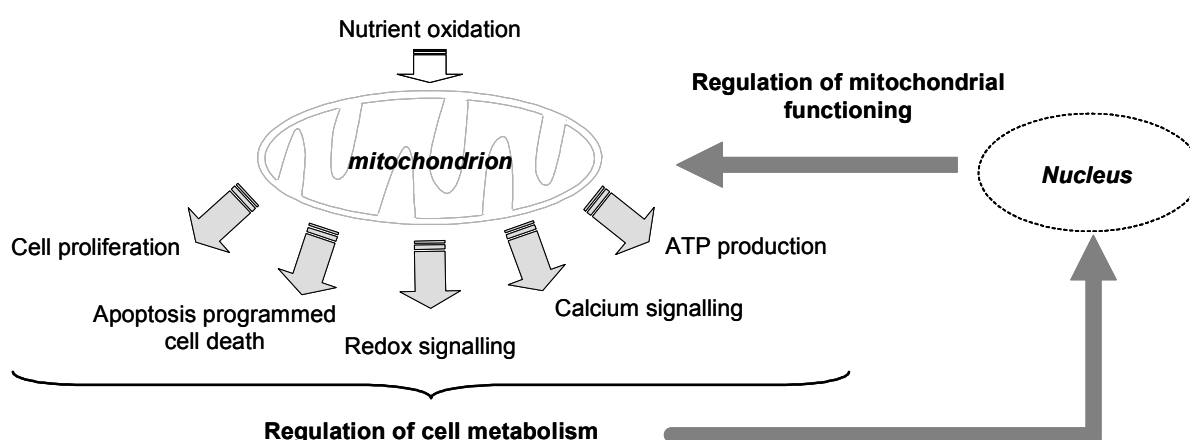 Nutrient oxidation
Regulation of mitochondrial
functioning
mitochondrion
Nucleus
Cell proliferation
ATP production
Apoptosis programmed
cell death
Calcium signalling
Redox signalling
Regulation of cell metabolism